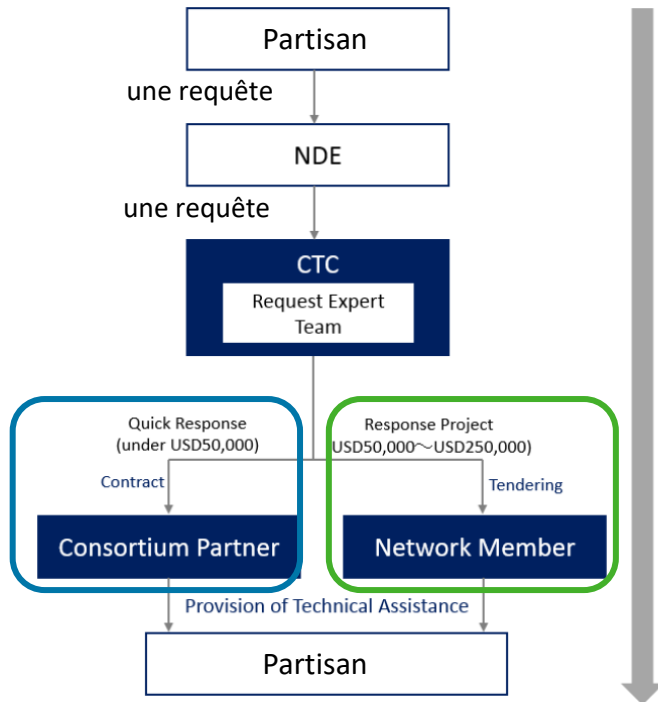 Partisan
une requête
NDE
une requête
CTC
Request Expert
Team
Quick Response
(under USD50,000)
Response Project
USD50,000～USD250,000)
Contract
Tendering
Consortium Partner
Network Member
Provision of Technical Assistance
Partisan